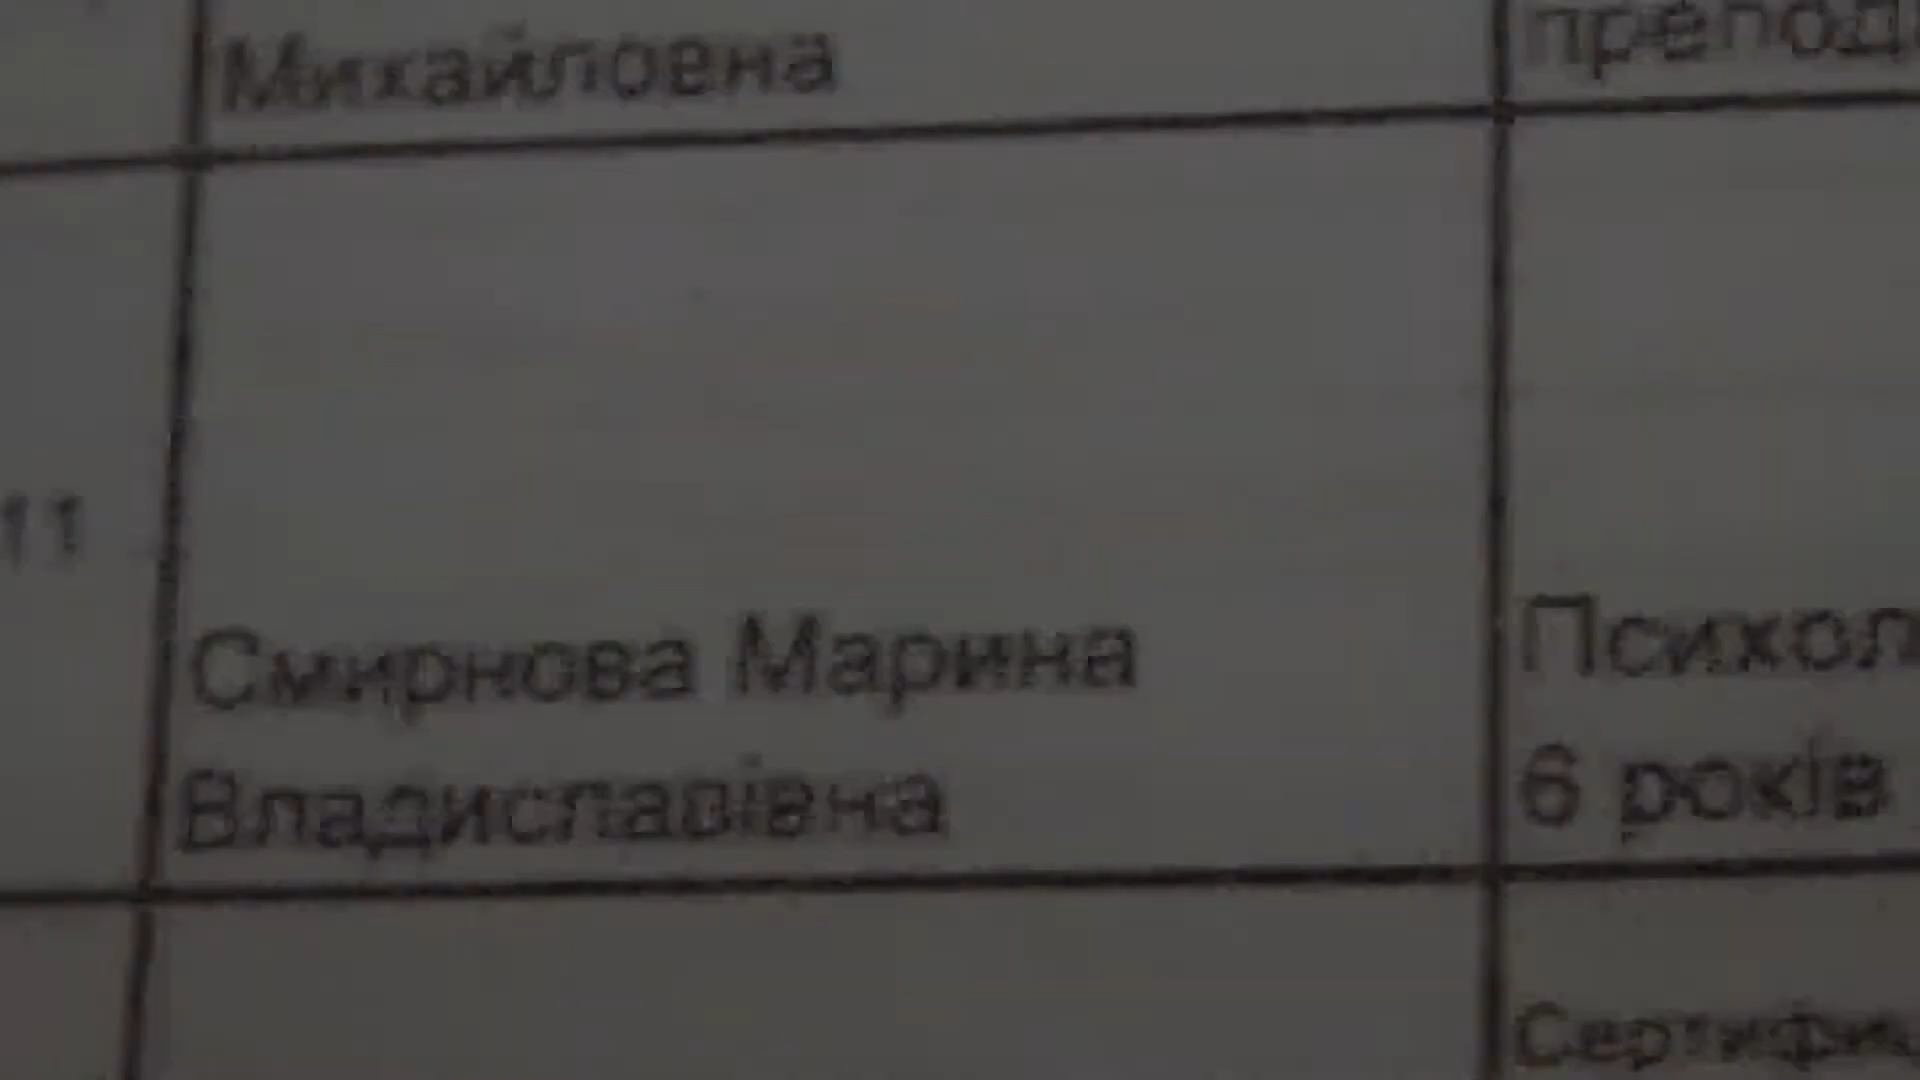 Михайловна
11
Смирнова Марина
Владиславівна
6 років